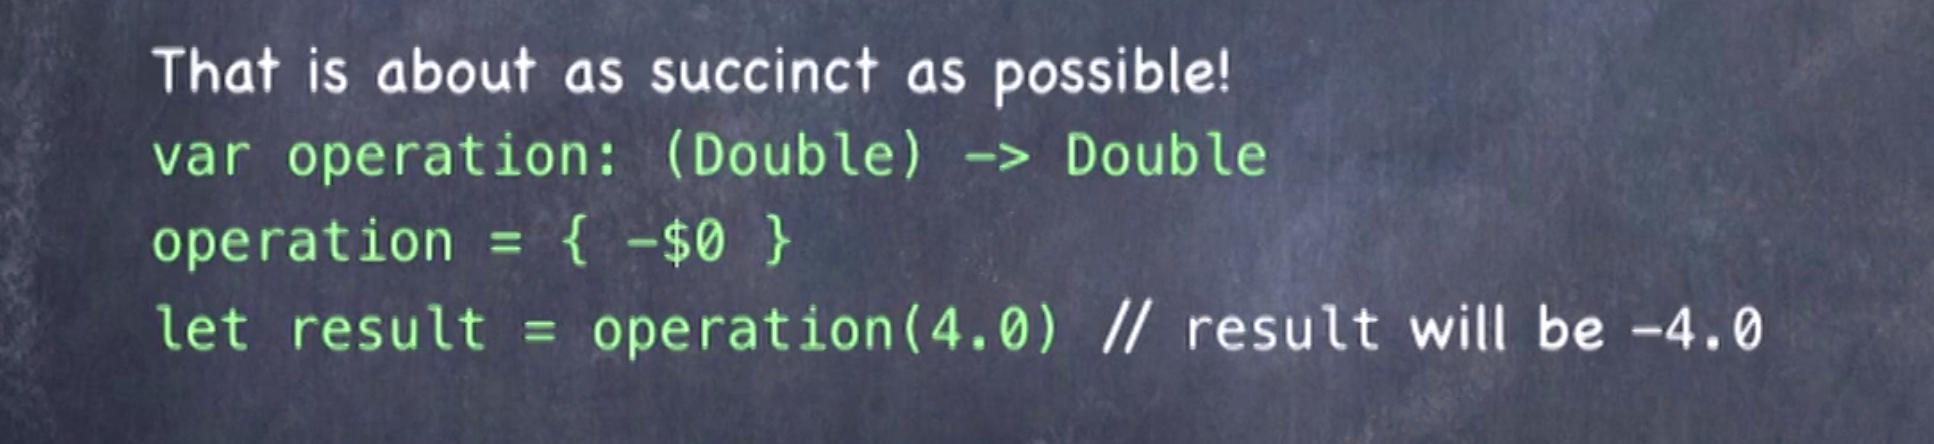 That is about as succinct as possible!
var operation: (Double) -> Double
operation = { -$0 }
let result = operation(4.0) // result will be -4.0